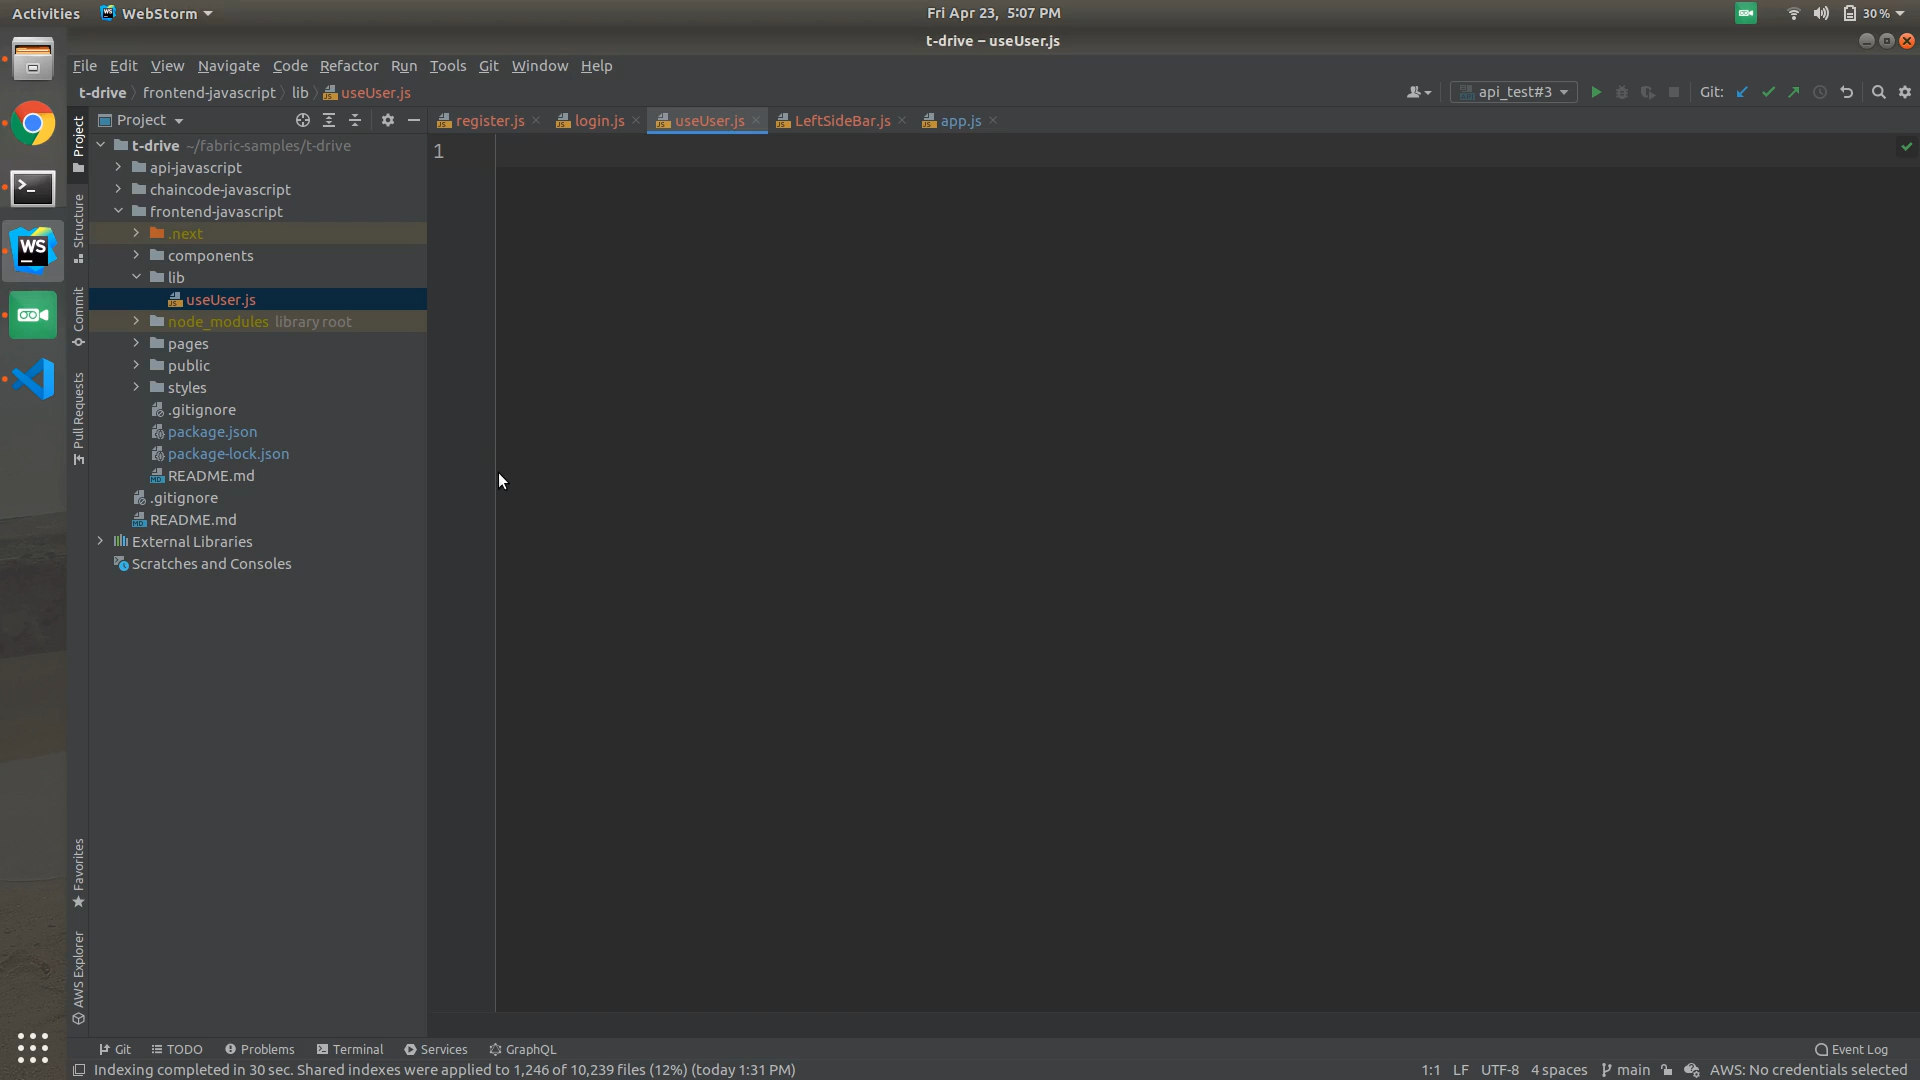 Activities WebStorm Fri Apr 23, 5:07 PM 30 %
t-drive – useUser.js
File Edit View Navigate Code Refactor Run Tools Git Window Help
t-drive frontend-javascript lib useUser.js api_test#3 Git:
Project register.js login.js useUser.js LeftSideBar.js app.js
t-drive ~/fabric-samples/t-drive
1
api-javascript
chaincode-javascript
frontend-javascript
.next
components
lib
useUser.js
node_modules library root
pages
public
styles
.gitignore
package.json
package-lock.json
README.md
.gitignore
README.md
External Libraries
Scratches and Consoles
Project
Structure
Commit
Pull Requests
Favorites
AWS Explorer
WS
Git TODO Problems Terminal Services GraphQL Event Log
Indexing completed in 30 sec. Shared indexes were applied to 1,246 of 10,239 files (12%) (today 1:31 PM) 1:1 LF UTF-8 4 spaces main AWS: No credentials selected